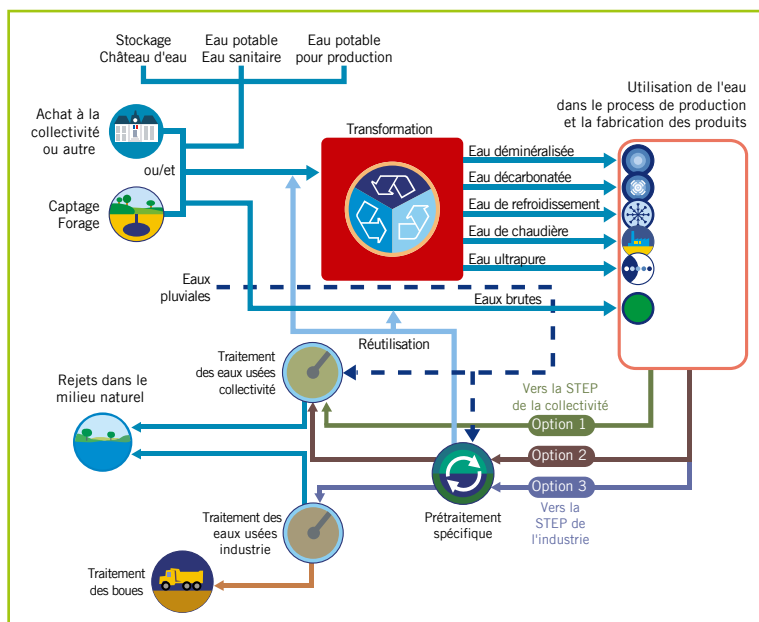 Stockage
Château d'eau
Eau potable
Eau sanitaire
Eau potable
pour production
Utilisation de l'eau
dans le process de production
et la fabrication des produits
Achat à la
collectivité
ou autre
ou/et
Captage
Forage
Transformation
Eau déminéralisée
Eau décarbonatée
Eau de refroidissement
Eau de chaudière
Eau ultrapure
Eaux
pluviales
Eaux brutes
Réutilisation
Traitement
des eaux usées
collectivité
Rejets dans le
milieu naturel
Vers la STEP
de la collectivité
Option 1
Option 2
Option 3
Vers la
STEP de
l'industrie
Prétraitement
spécifique
Traitement des
eaux usées
industrie
Traitement
des boues